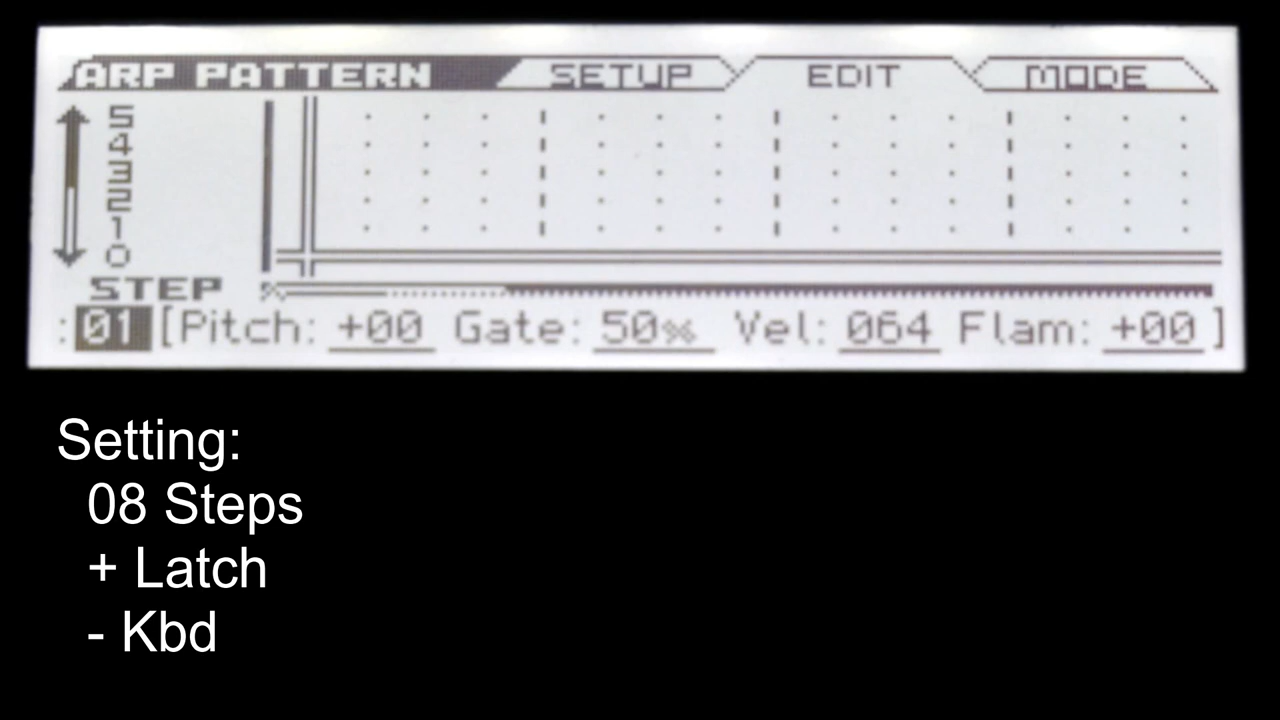 ARP PATTERN SETUP EDIT MODE
5
4
3
2
1
0
STEP
:01[Pitch: +00 Gate: 50% Vel: 064 Flam: +00 ]
Setting:
08 Steps
+ Latch
- Kbd